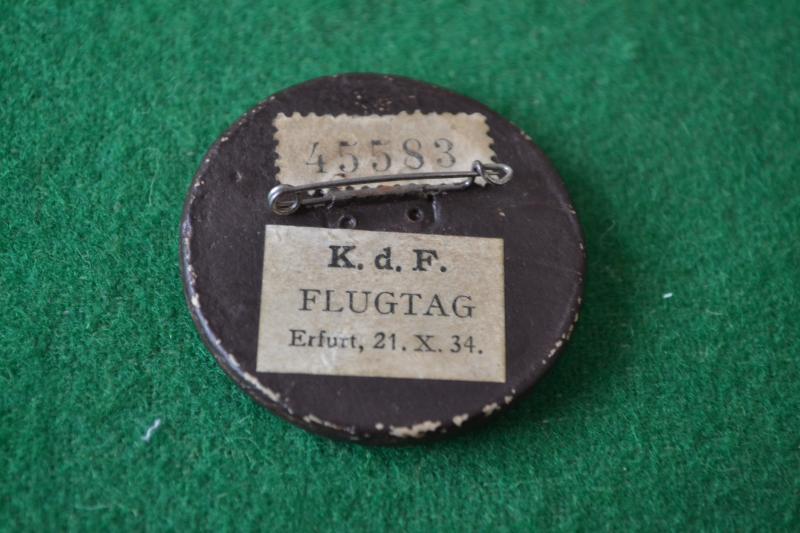 45583
K. d. F.
FLUGTAG
Erfurt, 21. X. 34.